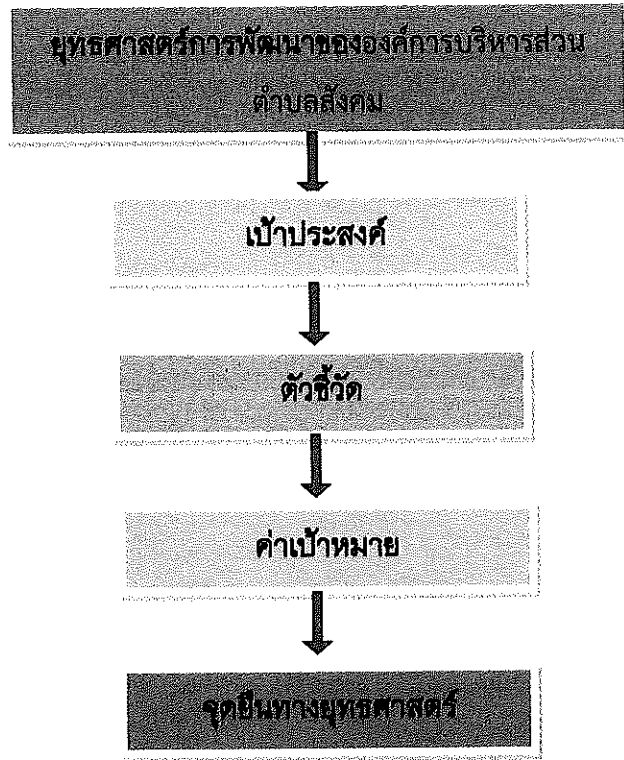 ยุทธศาสตร์การพัฒนาขององค์การบริหารส่วน
ตำบลสังคม
เป้าประสงค์
ตัวชี้วัด
ค่าเป้าหมาย
จุดยืนทางยุทธศาสตร์